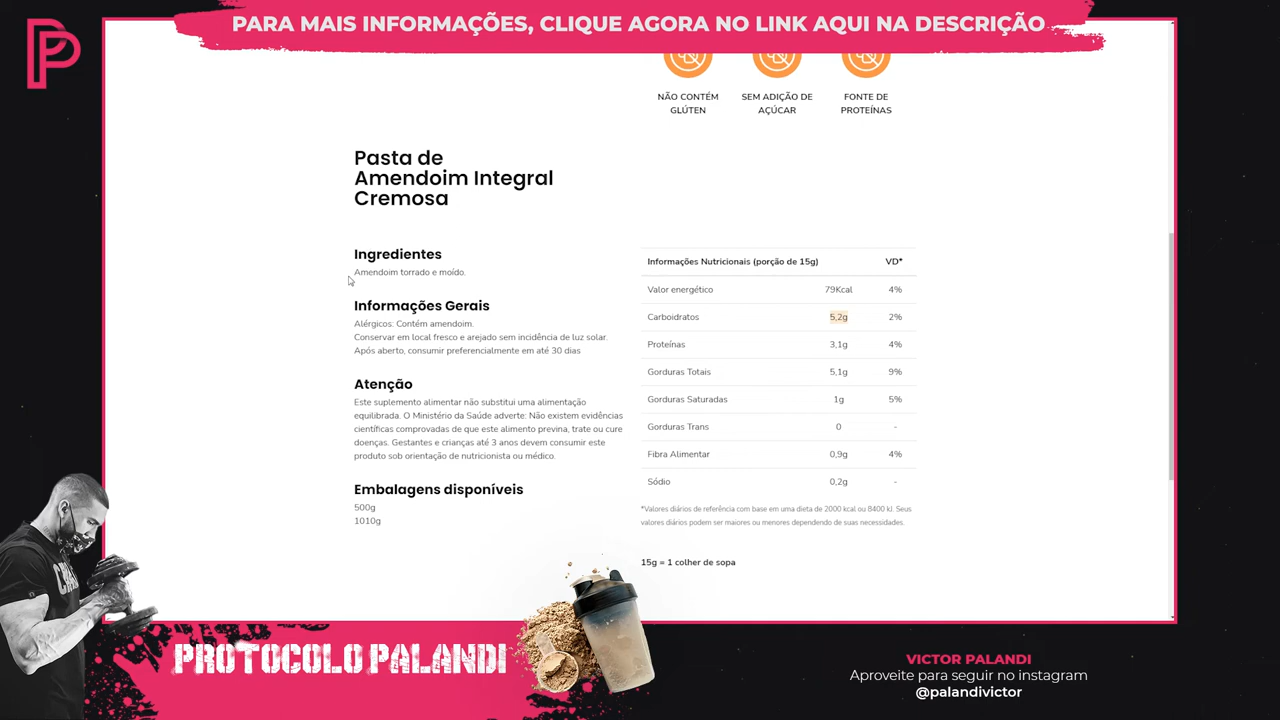 PARA MAIS INFORMAÇÕES, CLIQUE AGORA NO LINK AQUI NA DESCRIÇÃO
NÃO CONTÉM
GLÚTEN
SEM ADIÇÃO DE
AÇÚCAR
FONTE DE
PROTEÍNAS
Pasta de
Amendoim Integral
Cremosa
Ingredientes
Amendoim torrado e moído.
Informações Gerais
Alérgicos: Contém amendoim.
Conservar em local fresco e arejado sem incidência de luz solar.
Após aberto, consumir preferencialmente em até 30 dias
Atenção
Este suplemento alimentar não substitui uma alimentação
equilibrada. O Ministério da Saúde adverte: Não existem evidências
científicas comprovadas de que este alimento previna, trate ou cure
doenças. Gestantes e crianças até 3 anos devem consumir este
produto sob orientação de nutricionista ou médico.
Embalagens disponíveis
500g
1010g
Informações Nutricionais (porção de 15g) VD*
Valor energético 79Kcal 4%
Carboidratos 5,2g 2%
Proteínas 3,1g 4%
Gorduras Totais 5,1g 9%
Gorduras Saturadas 1g 5%
Gorduras Trans 0 -
Fibra Alimentar 0,9g 4%
Sódio 0,2g -
*Valores diários de referência com base em uma dieta de 2000 kcal ou 8400 kJ. Seus
valores diários podem ser maiores ou menores dependendo de suas necessidades.
15g = 1 colher de sopa
PROTOCOLO PALANDI
VICTOR PALANDI
Aproveite para seguir no instagram
@palandivictor